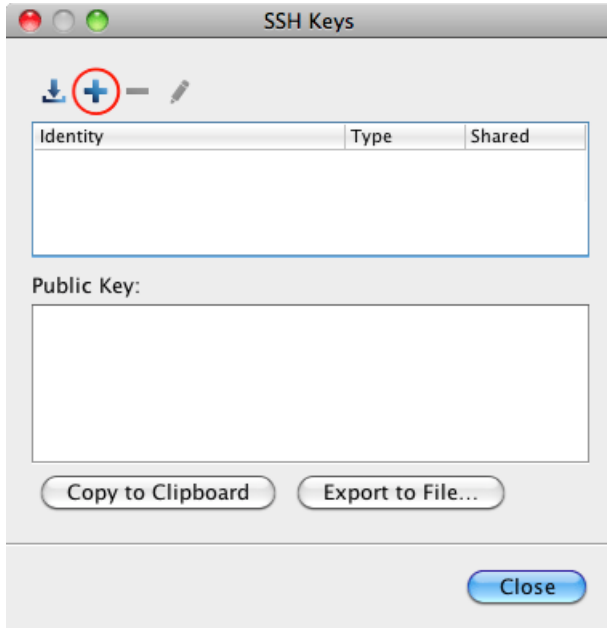 SSH Keys
Identity Type Shared
Public Key:
Copy to Clipboard Export to File...
Close